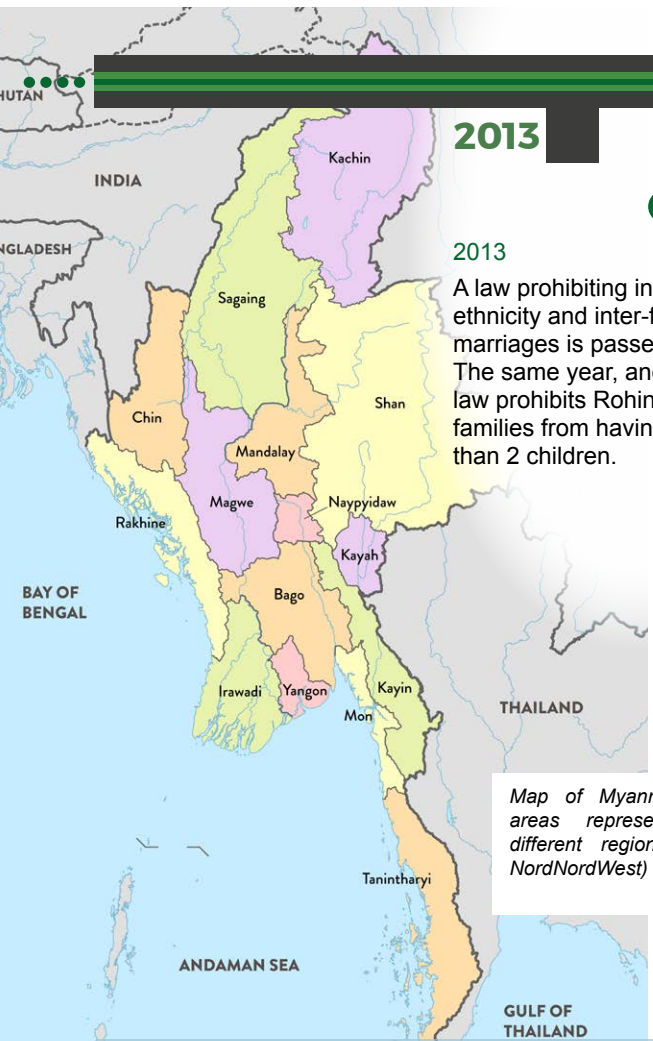 HUTAN
2013
Kachin
INDIA
2013
NGLADESH
A law prohibiting in
ethnicity and inter-f
marriages is passe
The same year, and
law prohibits Rohin
families from havin
than 2 children.
Sagaing
Shan
Chin
Mandalay
Magwe
Naypyidaw
Rakhine
Kayah
BAY OF
BENGAL
Bago
Irawadi
Yangon
Kayin
Mon
THAILAND
Map of Myanm
areas represe
different region
NordNordWest)
Tanintharyi
ANDAMAN SEA
GULF OF
THAILAND